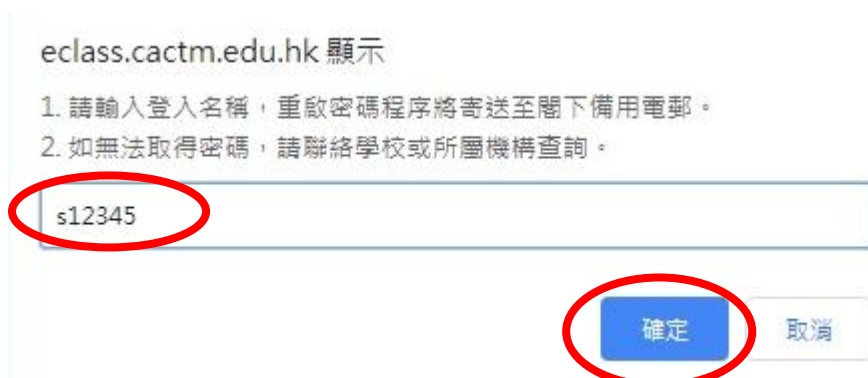 eclass.cactm.edu.hk 顯示
1. 請輸入登入名稱，重啟密碼程序將寄送至閣下備用電郵。
2. 如無法取得密碼，請聯絡學校或所屬機構查詢。
s12345
確定 取消